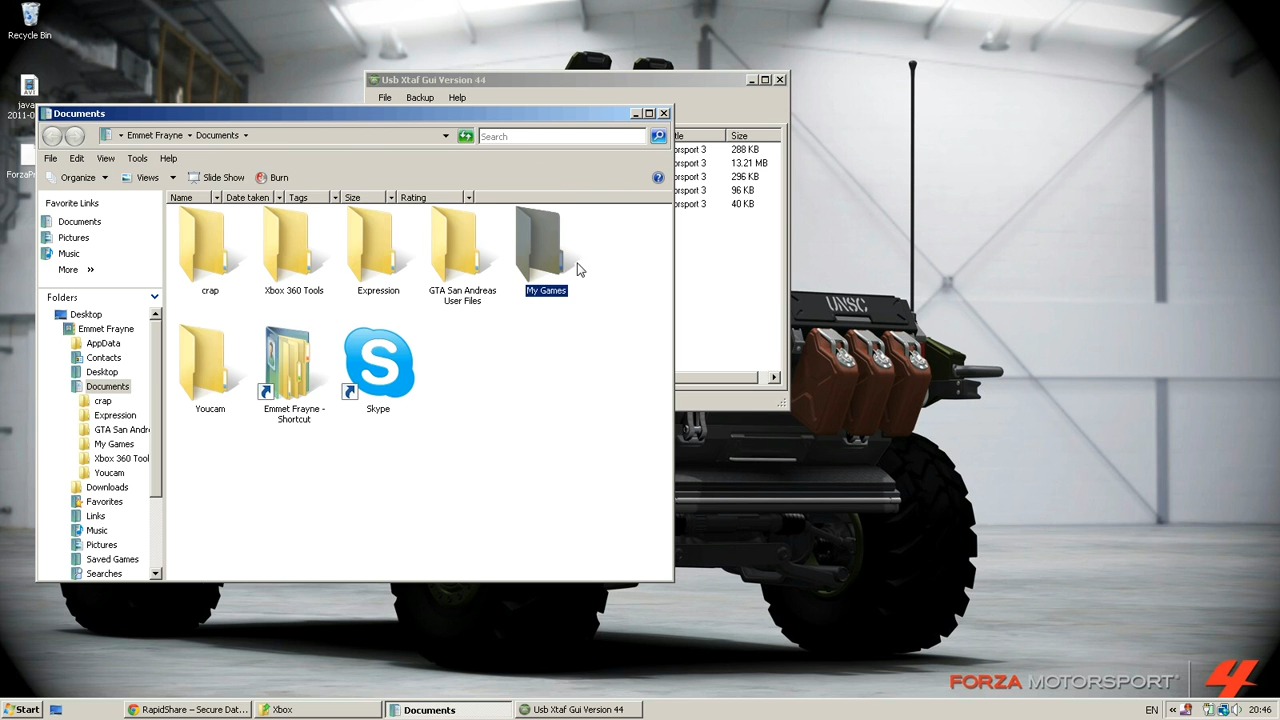 Recycle Bin
java
2011-0
ForzaPr
Usb Xtaf Gui Version 44
File Backup Help
Size
orsport 3 288 KB
orsport 3 13.21 MB
orsport 3 296 KB
orsport 3 96 KB
orsport 3 40 KB
Documents
Emmet Frayne Documents
Search
File Edit View Tools Help
Organize Views Slide Show Burn
Favorite Links
Documents
Pictures
Music
More »
Folders
Desktop
Emmet Frayne
AppData
Contacts
Desktop
Documents
crap
Expression
GTA San Andr
My Games
Xbox 360 Tool
Youcam
Downloads
Favorites
Links
Music
Pictures
Saved Games
Searches
Name Date taken Tags Size Rating
crap
Xbox 360 Tools
Expression
GTA San Andreas
User Files
My Games
Youcam
Emmet Frayne -
Shortcut
Skype
UNSC
FORZA MOTORSPORT 4
Start
RapidShare – Secure Dat...
Xbox
Documents
Usb Xtaf Gui Version 44
EN « 20:46